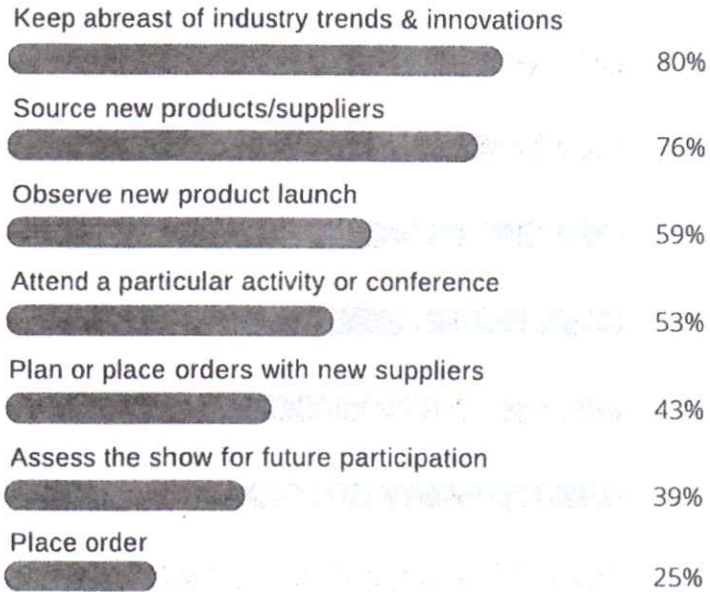 Keep abreast of industry trends & innovations
80%
Source new products/suppliers
76%
Observe new product launch
59%
Attend a particular activity or conference
53%
Plan or place orders with new suppliers
43%
Assess the show for future participation
39%
Place order
25%